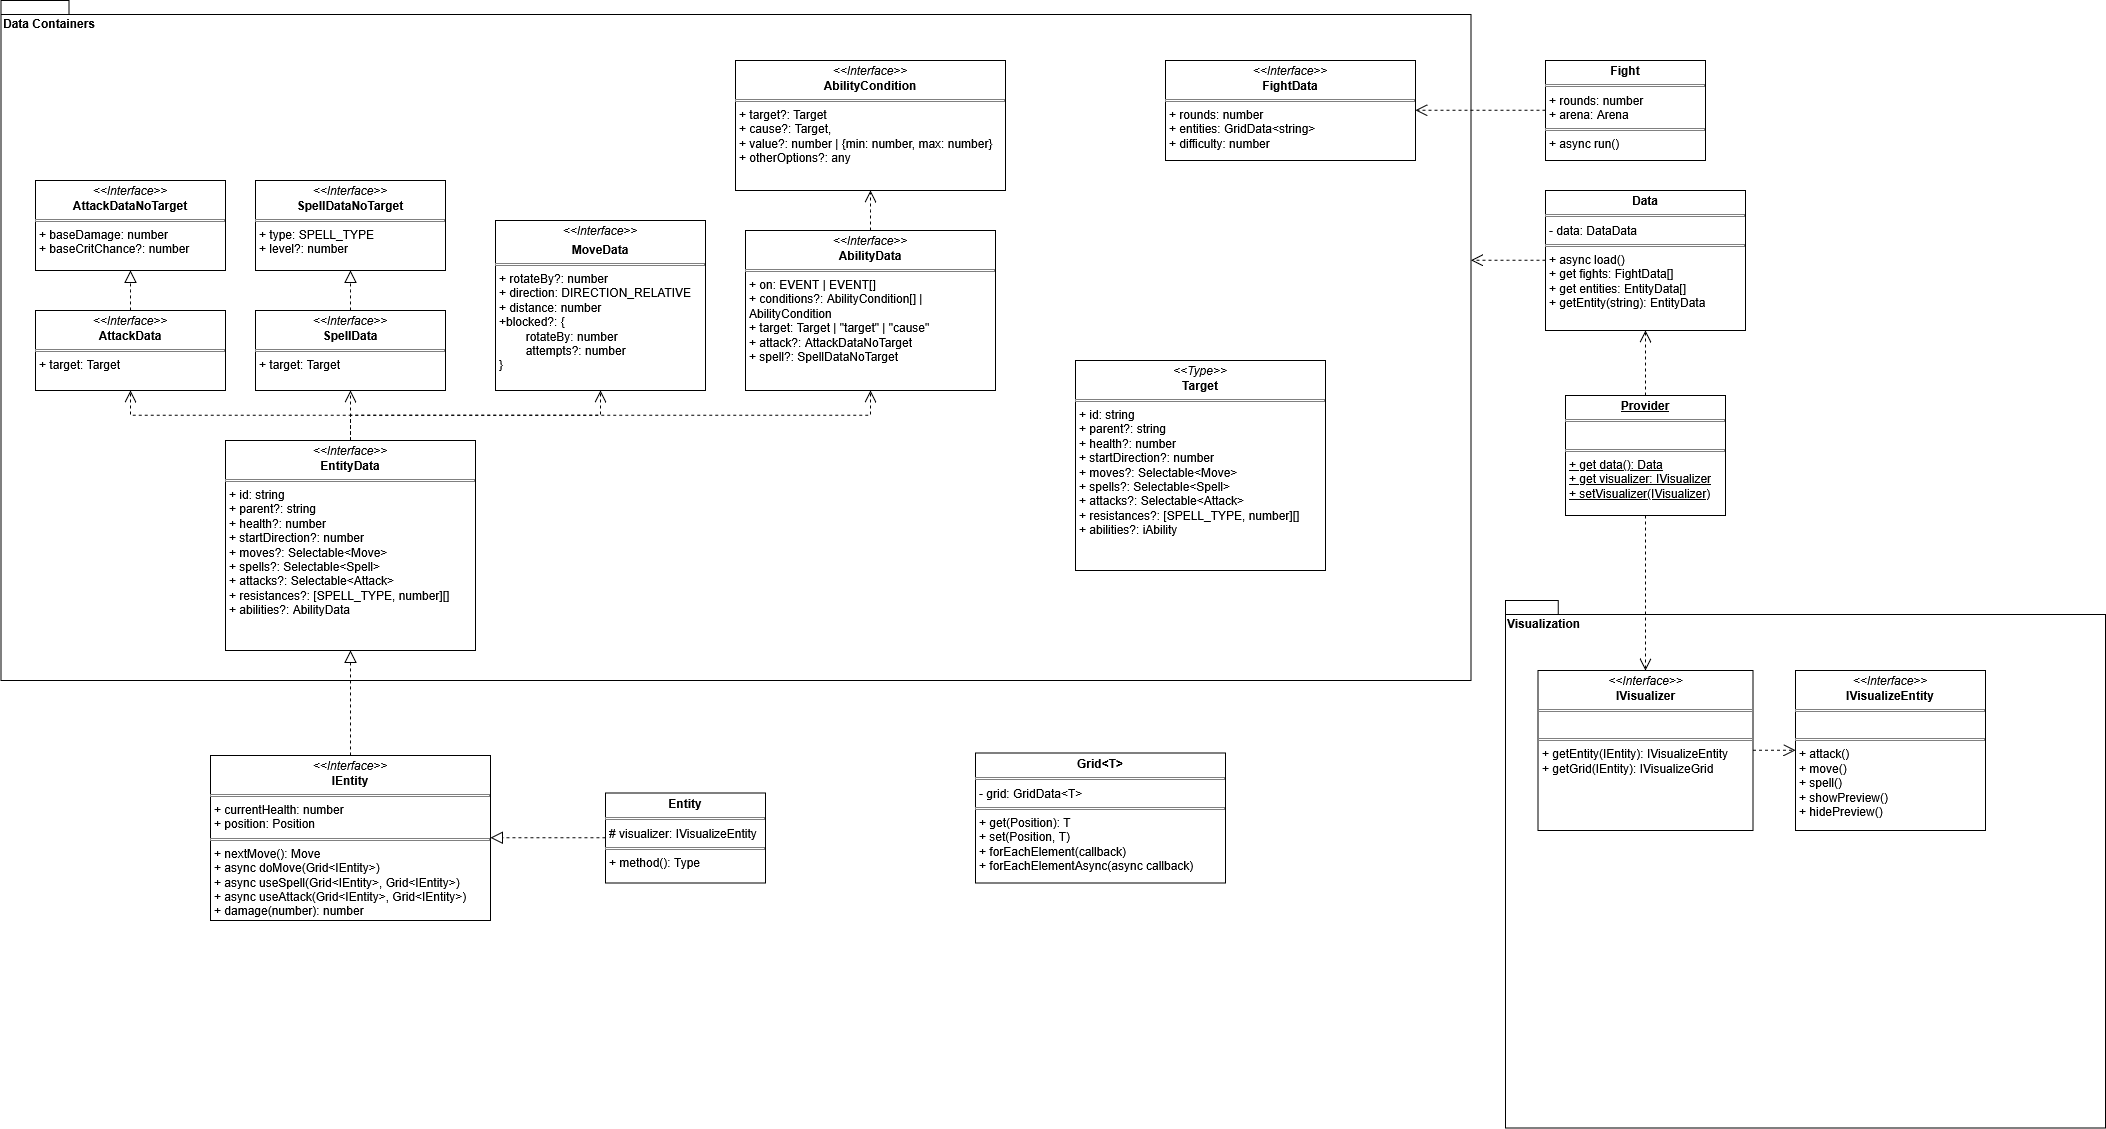 Data Containers
<<Interface>>
AbilityCondition
+ target?: Target
+ cause?: Target,
+ value?: number | {min: number, max: number}
+ otherOptions?: any
<<Interface>>
FightData
+ rounds: number
+ entities: GridData<string>
+ difficulty: number
Fight
+ rounds: number
+ arena: Arena
+ async run()
<<Interface>>
AttackDataNoTarget
+ baseDamage: number
+ baseCritChance?: number
<<Interface>>
SpellDataNoTarget
+ type: SPELL_TYPE
+ level?: number
<<Interface>>
MoveData
+ rotateBy?: number
+ direction: DIRECTION_RELATIVE
+ distance: number
+blocked?: {
rotateBy: number
attempts?: number
}
<<Interface>>
AbilityData
+ on: EVENT | EVENT[]
+ conditions?: AbilityCondition[] |
AbilityCondition
+ target: Target | "target" | "cause"
+ attack?: AttackDataNoTarget
+ spell?: SpellDataNoTarget
Data
- data: DataData
+ async load()
+ get fights: FightData[]
+ get entities: EntityData[]
+ getEntity(string): EntityData
<<Interface>>
AttackData
+ target: Target
<<Interface>>
SpellData
+ target: Target
<<Type>>
Target
+ id: string
+ parent?: string
+ health?: number
+ startDirection?: number
+ moves?: Selectable<Move>
+ spells?: Selectable<Spell>
+ attacks?: Selectable<Attack>
+ resistances?: [SPELL_TYPE, number][]
+ abilities?: iAbility
Provider
+ get data(): Data
+ get visualizer: IVisualizer
+ setVisualizer(IVisualizer)
<<Interface>>
EntityData
+ id: string
+ parent?: string
+ health?: number
+ startDirection?: number
+ moves?: Selectable<Move>
+ spells?: Selectable<Spell>
+ attacks?: Selectable<Attack>
+ resistances?: [SPELL_TYPE, number][]
+ abilities?: AbilityData
Visualization
<<Interface>>
IVisualizer
+ getEntity(IEntity): IVisualizeEntity
+ getGrid(IEntity): IVisualizeGrid
<<Interface>>
IVisualizeEntity
+ attack()
+ move()
+ spell()
+ showPreview()
+ hidePreview()
<<Interface>>
IEntity
+ currentHealth: number
+ position: Position
+ nextMove(): Move
+ async doMove(Grid<IEntity>)
+ async useSpell(Grid<IEntity>, Grid<IEntity>)
+ async useAttack(Grid<IEntity>, Grid<IEntity>)
+ damage(number): number
Entity
# visualizer: IVisualizeEntity
+ method(): Type
Grid<T>
- grid: GridData<T>
+ get(Position): T
+ set(Position, T)
+ forEachElement(callback)
+ forEachElementAsync(async callback)